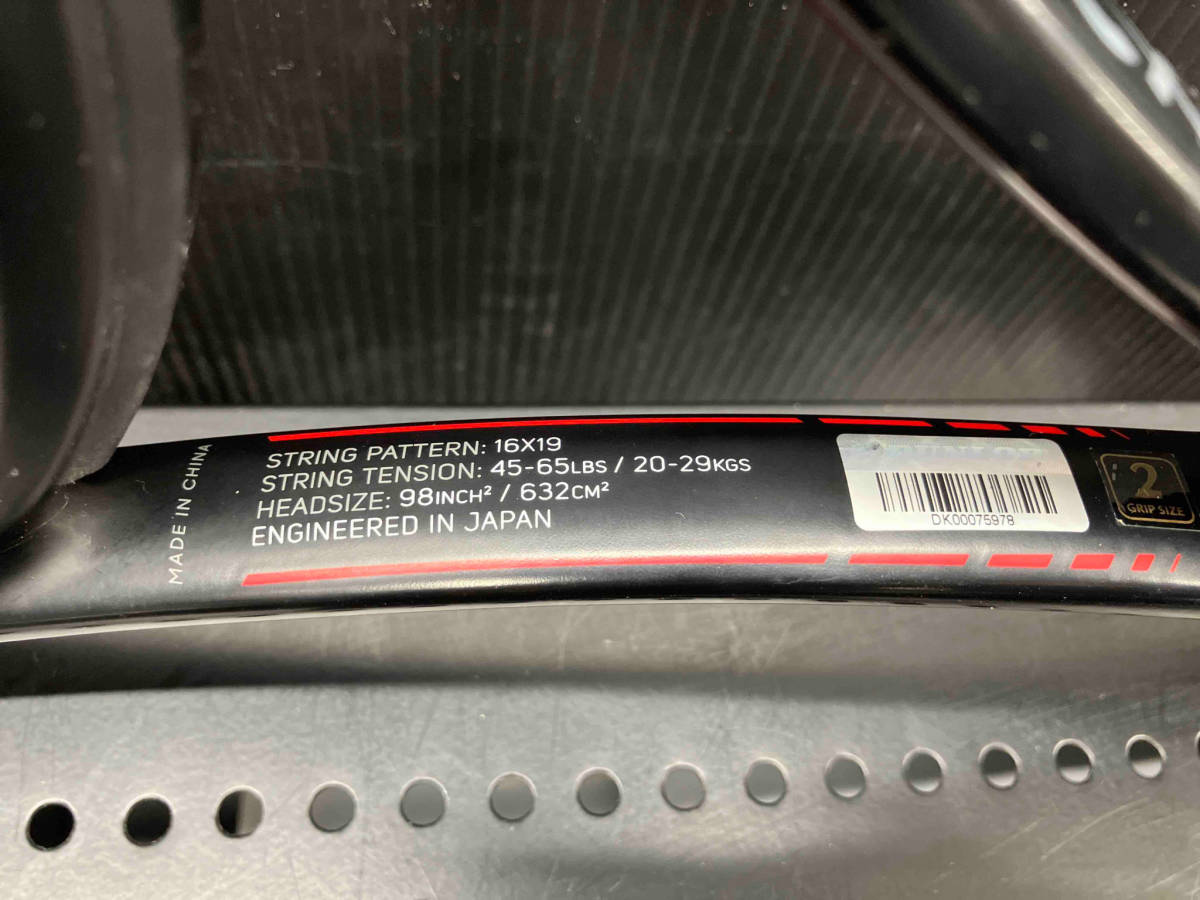 MADE IN CHINA
STRING PATTERN: 16X19
STRING TENSION: 45-65LBS / 20-29KGS
HEADSIZE: 98INCH² / 632CM²
ENGINEERED IN JAPAN
DUNLOP
DK00075978
2
GRIP SIZE